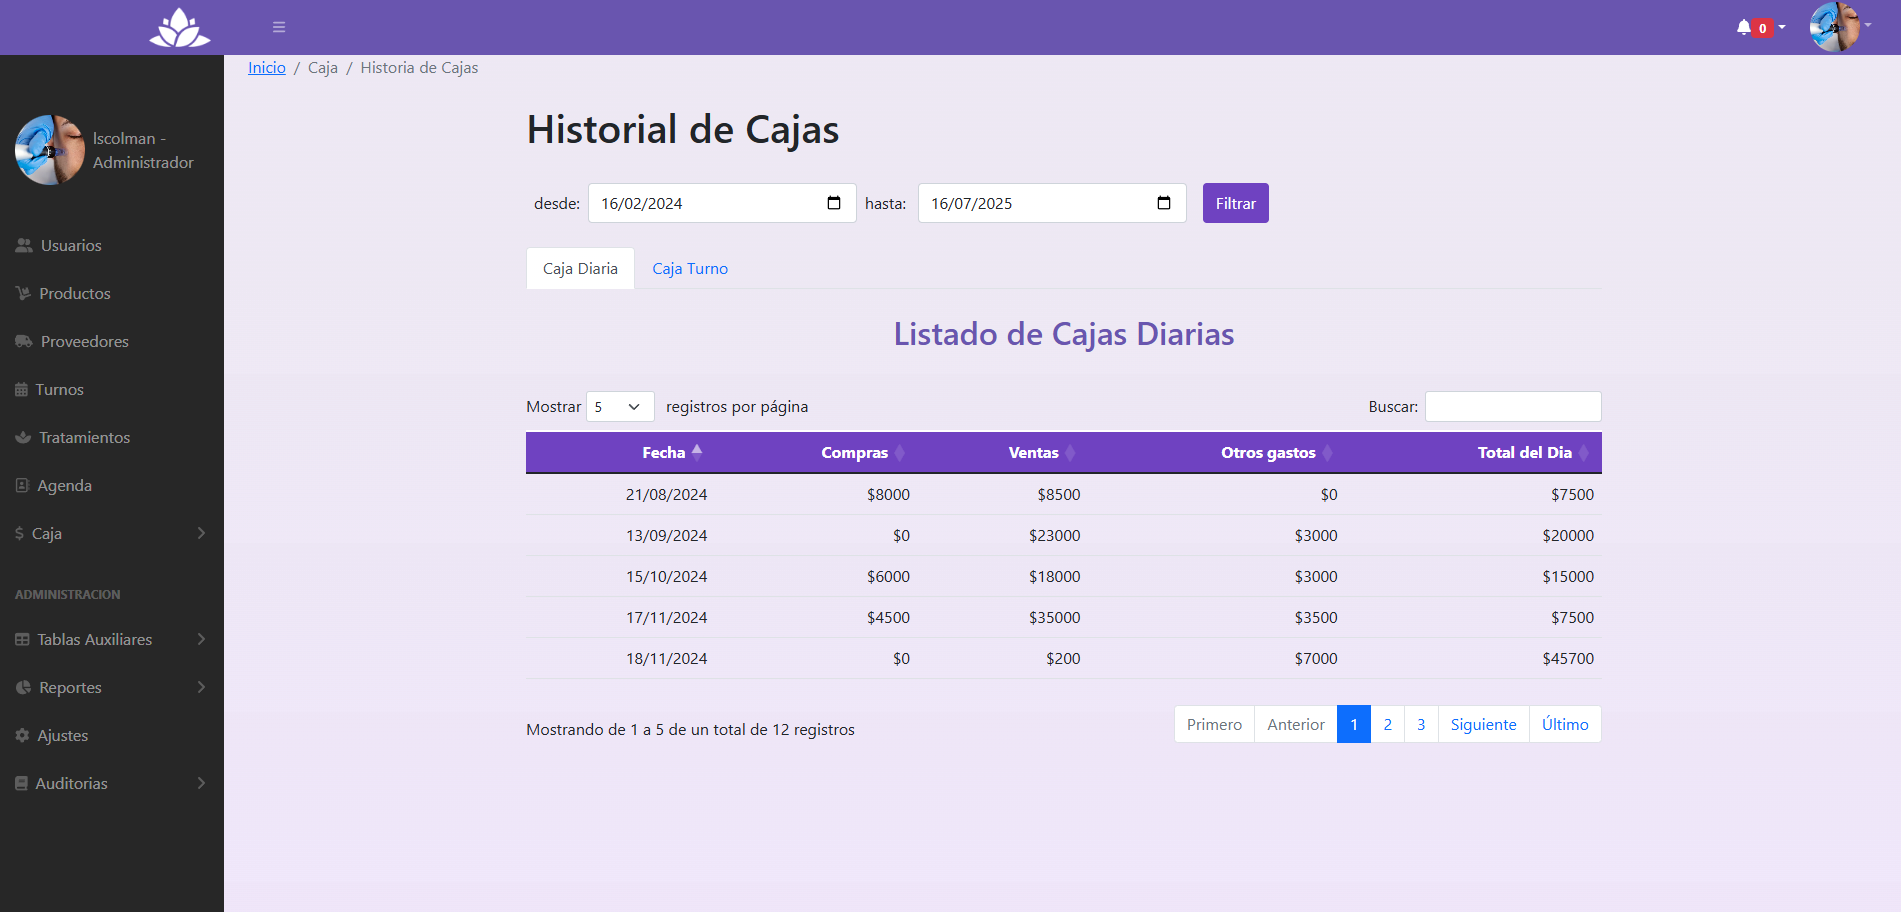 0
Inicio / Caja / Historia de Cajas
lscolman -
Administrador
Usuarios
Productos
Proveedores
Turnos
Tratamientos
Agenda
Caja
ADMINISTRACION
Tablas Auxiliares
Reportes
Ajustes
Auditorias
Historial de Cajas
desde: 16/02/2024 hasta: 16/07/2025 Filtrar
Caja Diaria Caja Turno
Listado de Cajas Diarias
Mostrar 5 registros por página Buscar:
Fecha Compras Ventas Otros gastos Total del Dia
21/08/2024 $8000 $8500 $0 $7500
13/09/2024 $0 $23000 $3000 $20000
15/10/2024 $6000 $18000 $3000 $15000
17/11/2024 $4500 $35000 $3500 $7500
18/11/2024 $0 $200 $7000 $45700
Mostrando de 1 a 5 de un total de 12 registros
Primero Anterior 1 2 3 Siguiente Último